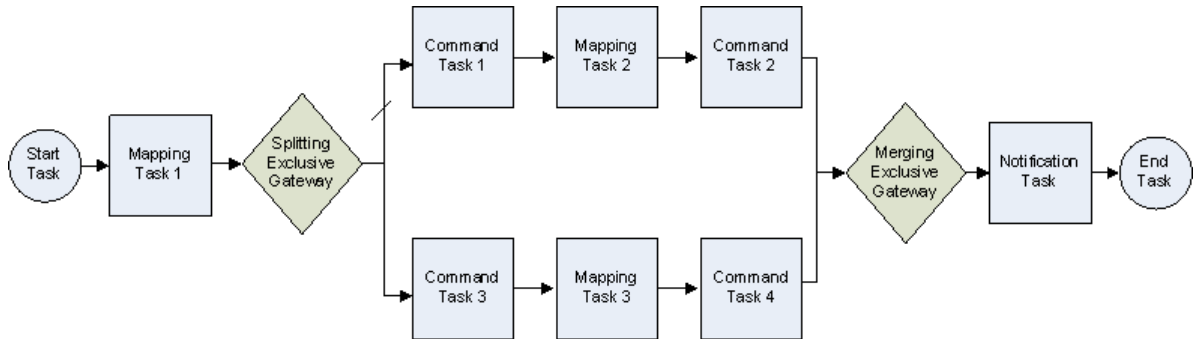 Start
Task
Mapping
Task 1
Splitting
Exclusive
Gateway
Command
Task 1
Mapping
Task 2
Command
Task 2
Command
Task 3
Mapping
Task 3
Command
Task 4
Merging
Exclusive
Gateway
Notification
Task
End
Task